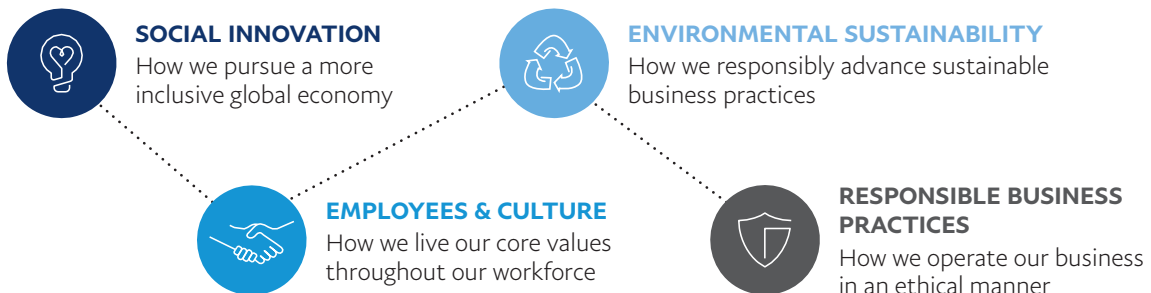 SOCIAL INNOVATION
How we pursue a more
inclusive global economy
EMPLOYEES & CULTURE
How we live our core values
throughout our workforce
ENVIRONMENTAL SUSTAINABILITY
How we responsibly advance sustainable
business practices
RESPONSIBLE BUSINESS
PRACTICES
How we operate our business
in an ethical manner